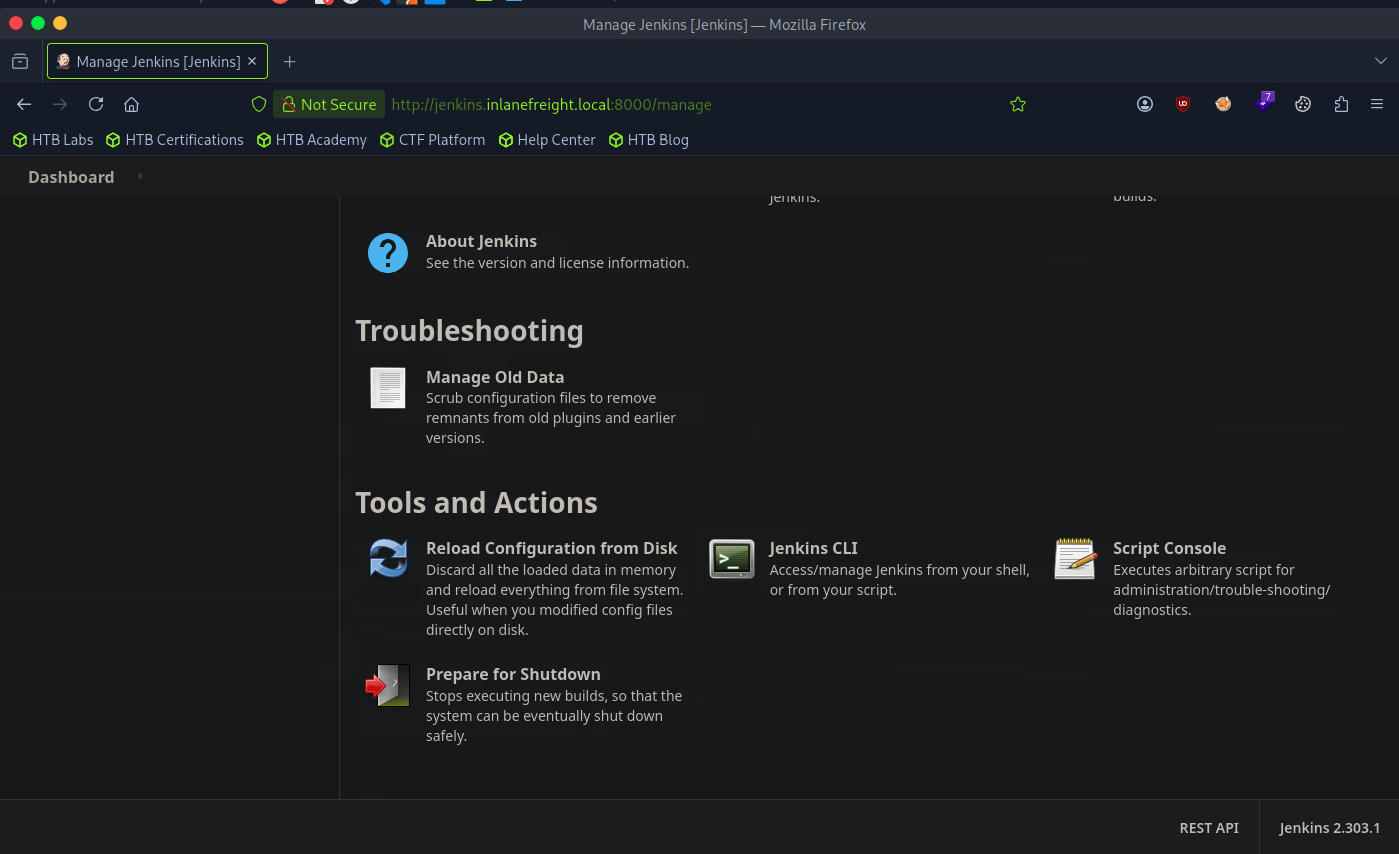 Manage Jenkins [Jenkins] — Mozilla Firefox
Manage Jenkins [Jenkins]
Not Secure http://jenkins.inlanefreight.local:8000/manage
7
HTB Labs HTB Certifications HTB Academy CTF Platform Help Center HTB Blog
Dashboard
Jenkins.
builds.
About Jenkins
See the version and license information.
Troubleshooting
Manage Old Data
Scrub configuration files to remove
remnants from old plugins and earlier
versions.
Tools and Actions
Reload Configuration from Disk
Discard all the loaded data in memory
and reload everything from file system.
Useful when you modified config files
directly on disk.
Jenkins CLI
Access/manage Jenkins from your shell,
or from your script.
Script Console
Executes arbitrary script for
administration/trouble-shooting/
diagnostics.
Prepare for Shutdown
Stops executing new builds, so that the
system can be eventually shut down
safely.
REST API
Jenkins 2.303.1